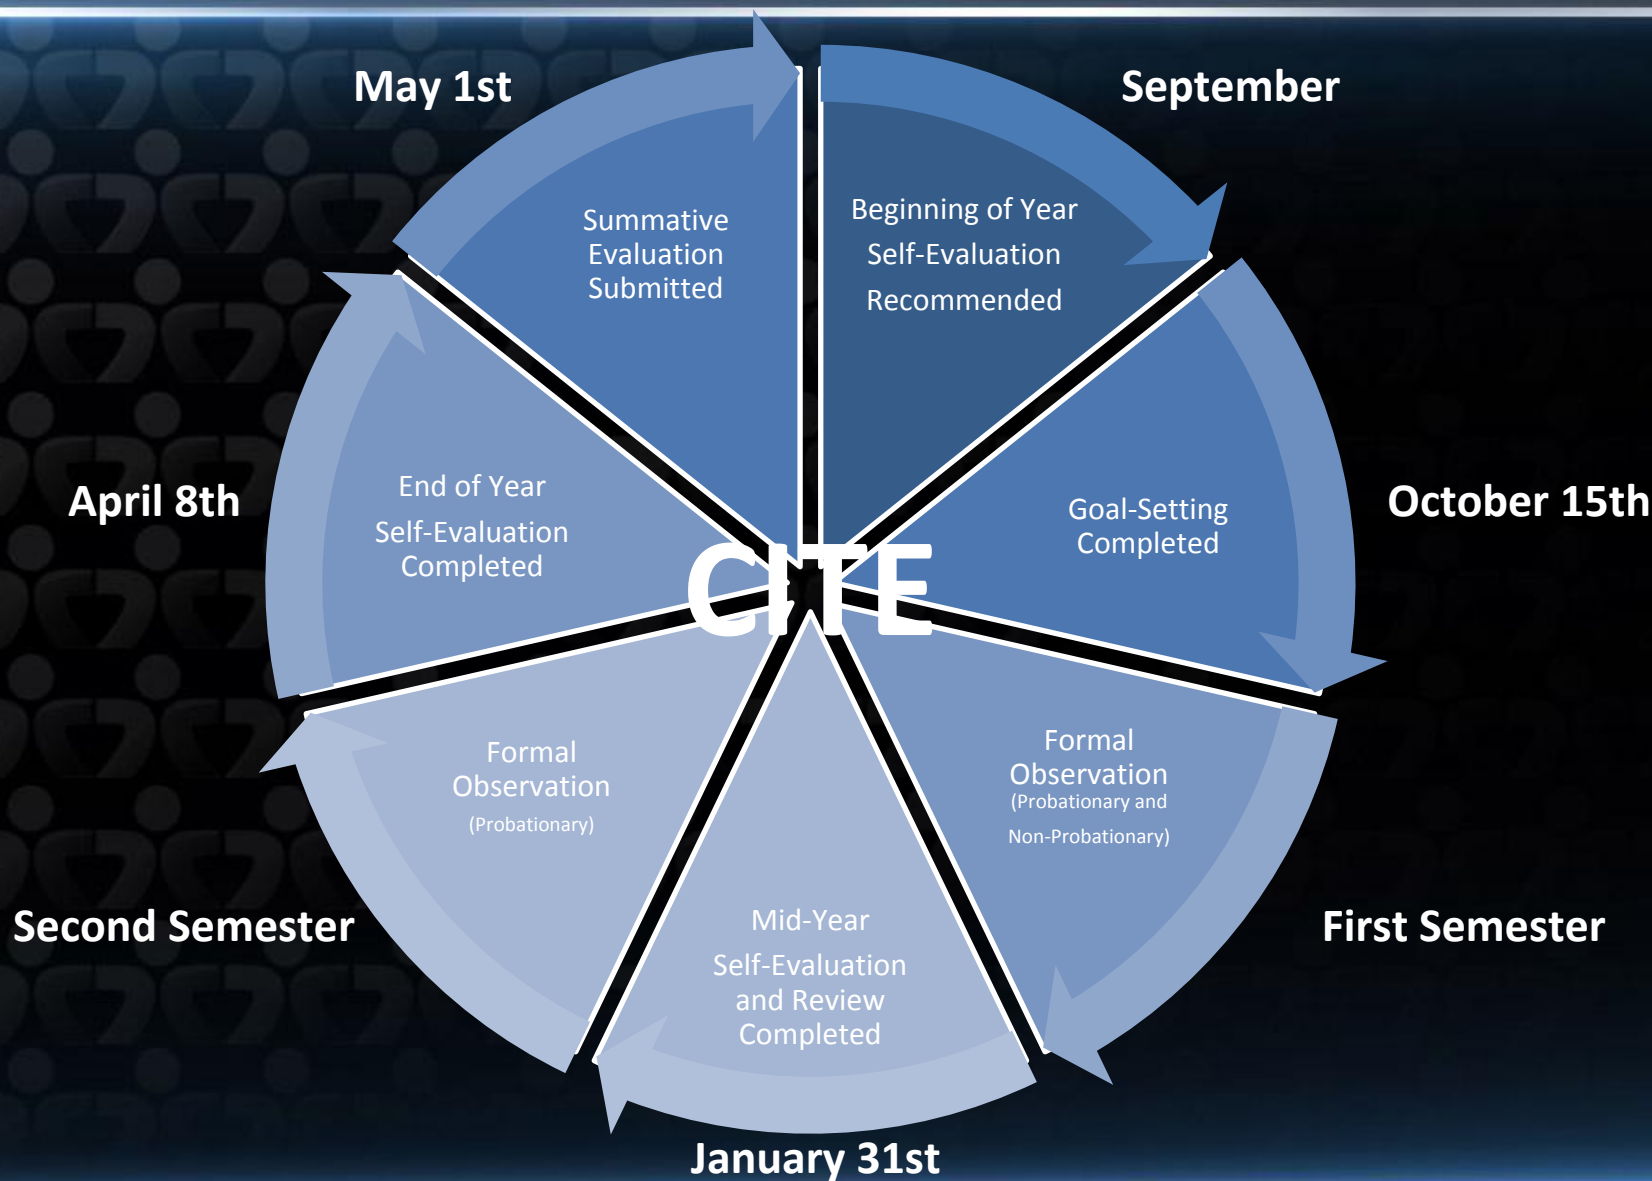 September
Beginning of Year
Self-Evaluation
Recommended
October 15th
Goal-Setting
Completed
First Semester
Formal
Observation
(Probationary and
Non-Probationary)
January 31st
Mid-Year
Self-Evaluation
and Review
Completed
Second Semester
Formal
Observation
(Probationary)
April 8th
End of Year
Self-Evaluation
Completed
May 1st
Summative
Evaluation
Submitted
CITE